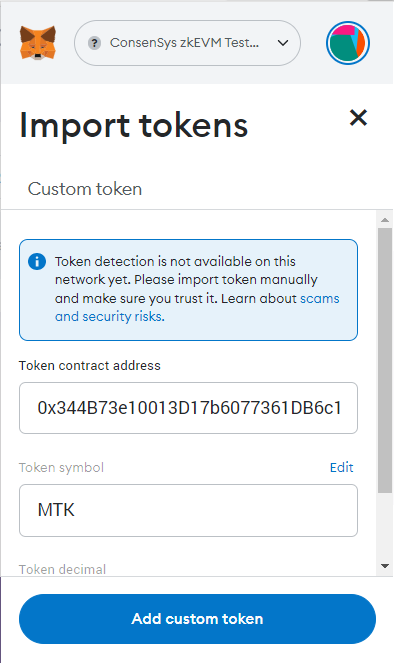 ? ConsenSys zkEVM Test...
Import tokens
Custom token
Token detection is not available on this
network yet. Please import token manually
and make sure you trust it. Learn about scams
and security risks.
Token contract address
0x344B73e10013D17b6077361DB6c1
Token symbol Edit
MTK
Token decimal
Add custom token